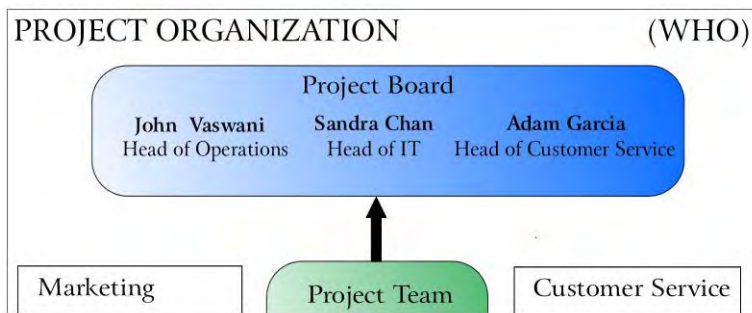 PROJECT ORGANIZATION (WHO)
Project Board
John Vaswani Sandra Chan Adam Garcia
Head of Operations Head of IT Head of Customer Service
Marketing Project Team Customer Service